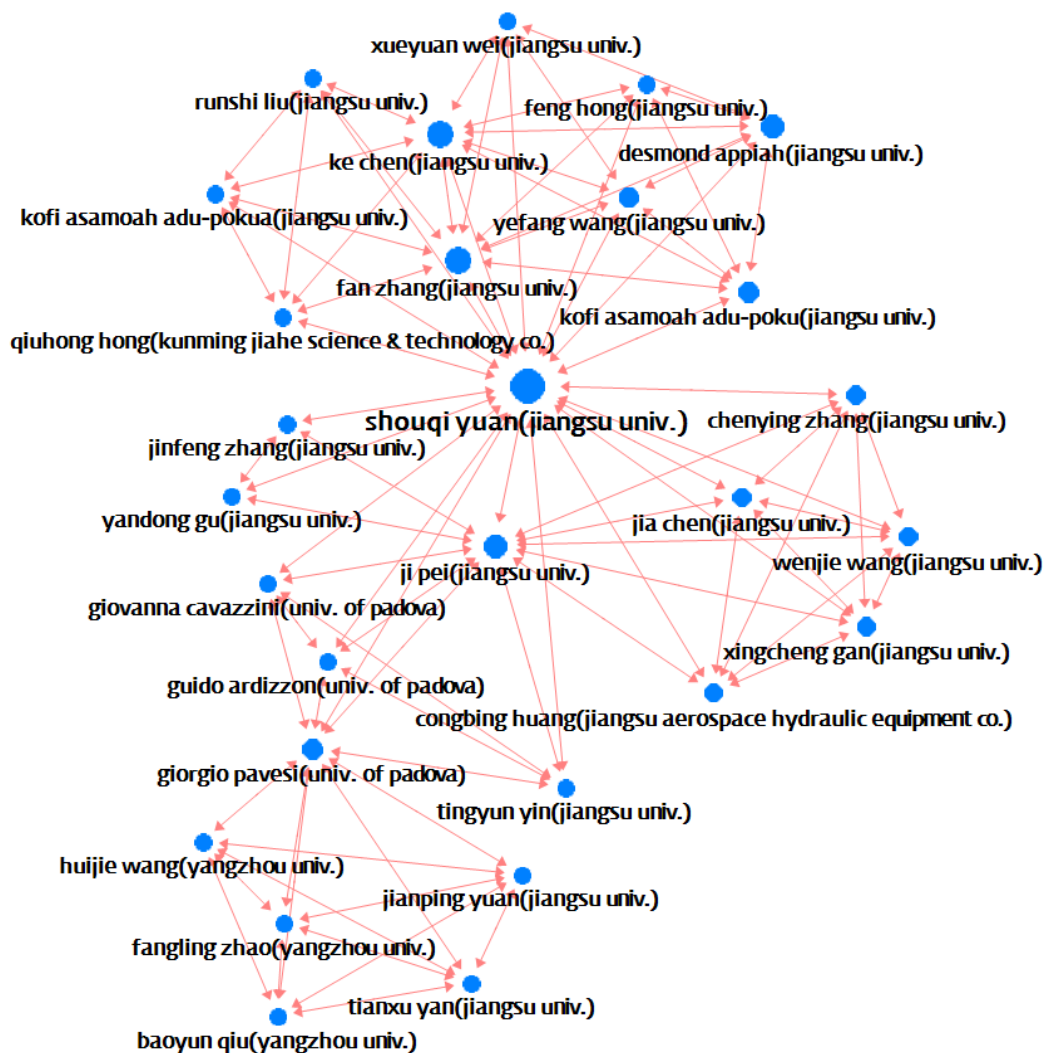 xueyuan wei(jiangsu univ.)
runshi liu(jiangsu univ.)
feng hong(jiangsu univ.)
ke chen(jiangsu univ.)
desmond appiah(jiangsu univ.)
kofi asamoah adu-pokua(jiangsu univ.)
yefang wang(jiangsu univ.)
fan zhang(jiangsu univ.)
kofi asamoah adu-poku(jiangsu univ.)
qiuhong hong(kunming jiahe science & technology co.)
shouqi yuan(jiangsu univ.)
chenying zhang(jiangsu univ.)
jinfeng zhang(jiangsu univ.)
yandong gu(jiangsu univ.)
jia chen(jiangsu univ.)
wenjie wang(jiangsu univ.)
ji pei(jiangsu univ.)
giovanna cavazzini(univ. of padova)
xingcheng gan(jiangsu univ.)
guido ardizzon(univ. of padova)
congbing huang(jiangsu aerospace hydraulic equipment co.)
giorgio pavesi(univ. of padova)
tingyun yin(jiangsu univ.)
huijie wang(yangzhou univ.)
jianping yuan(jiangsu univ.)
fangling zhao(yangzhou univ.)
tianxu yan(jiangsu univ.)
baoyun qiu(yangzhou univ.)